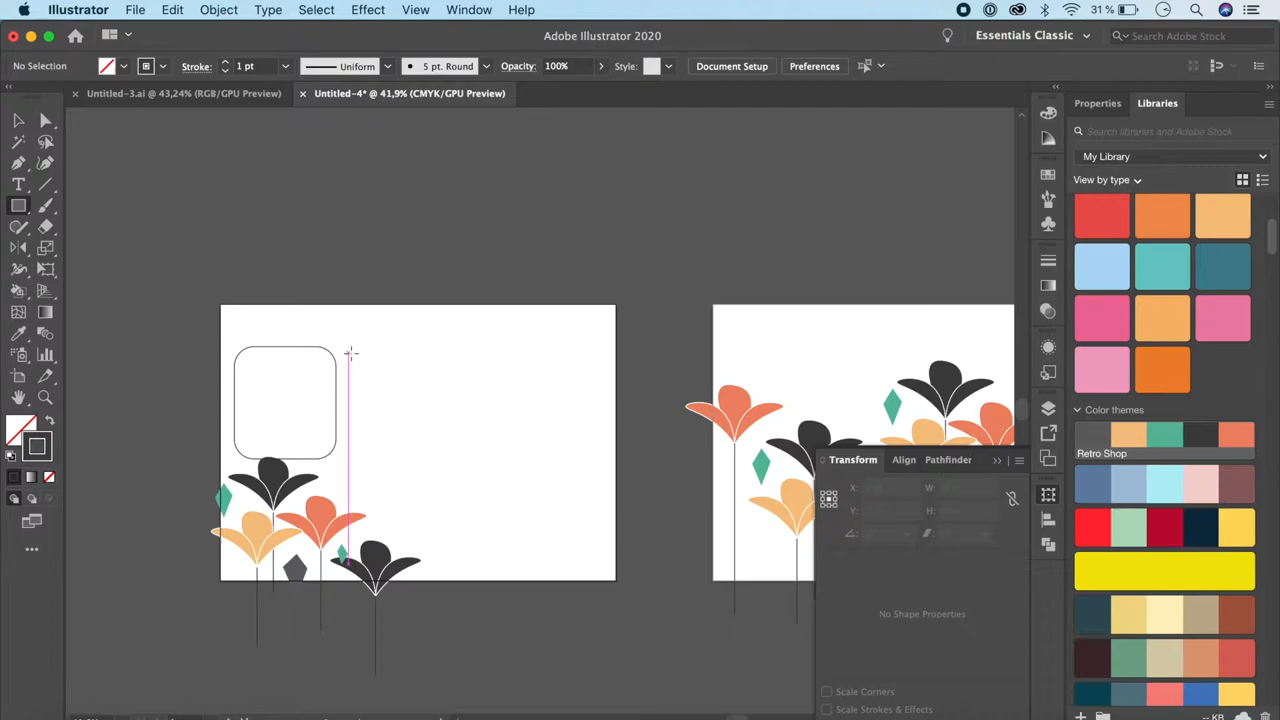 Illustrator File Edit Object Type Select Effect View Window Help 31 %
Adobe Illustrator 2020 Essentials Classic Search Adobe Stock
No Selection Stroke: 1 pt Uniform 5 pt. Round Opacity: 100% Style: Document Setup Preferences
Untitled-3.ai @ 43,24% (RGB/GPU Preview) Untitled-4* @ 41,9% (CMYK/GPU Preview)
Properties Libraries
Search libraries and Adobe Stock
My Library
View by type
Color themes
Retro Shop
Transform Align Pathfinder
X: W:
Y: H:
No Shape Properties
Scale Corners
Scale Strokes & Effects
-- KB